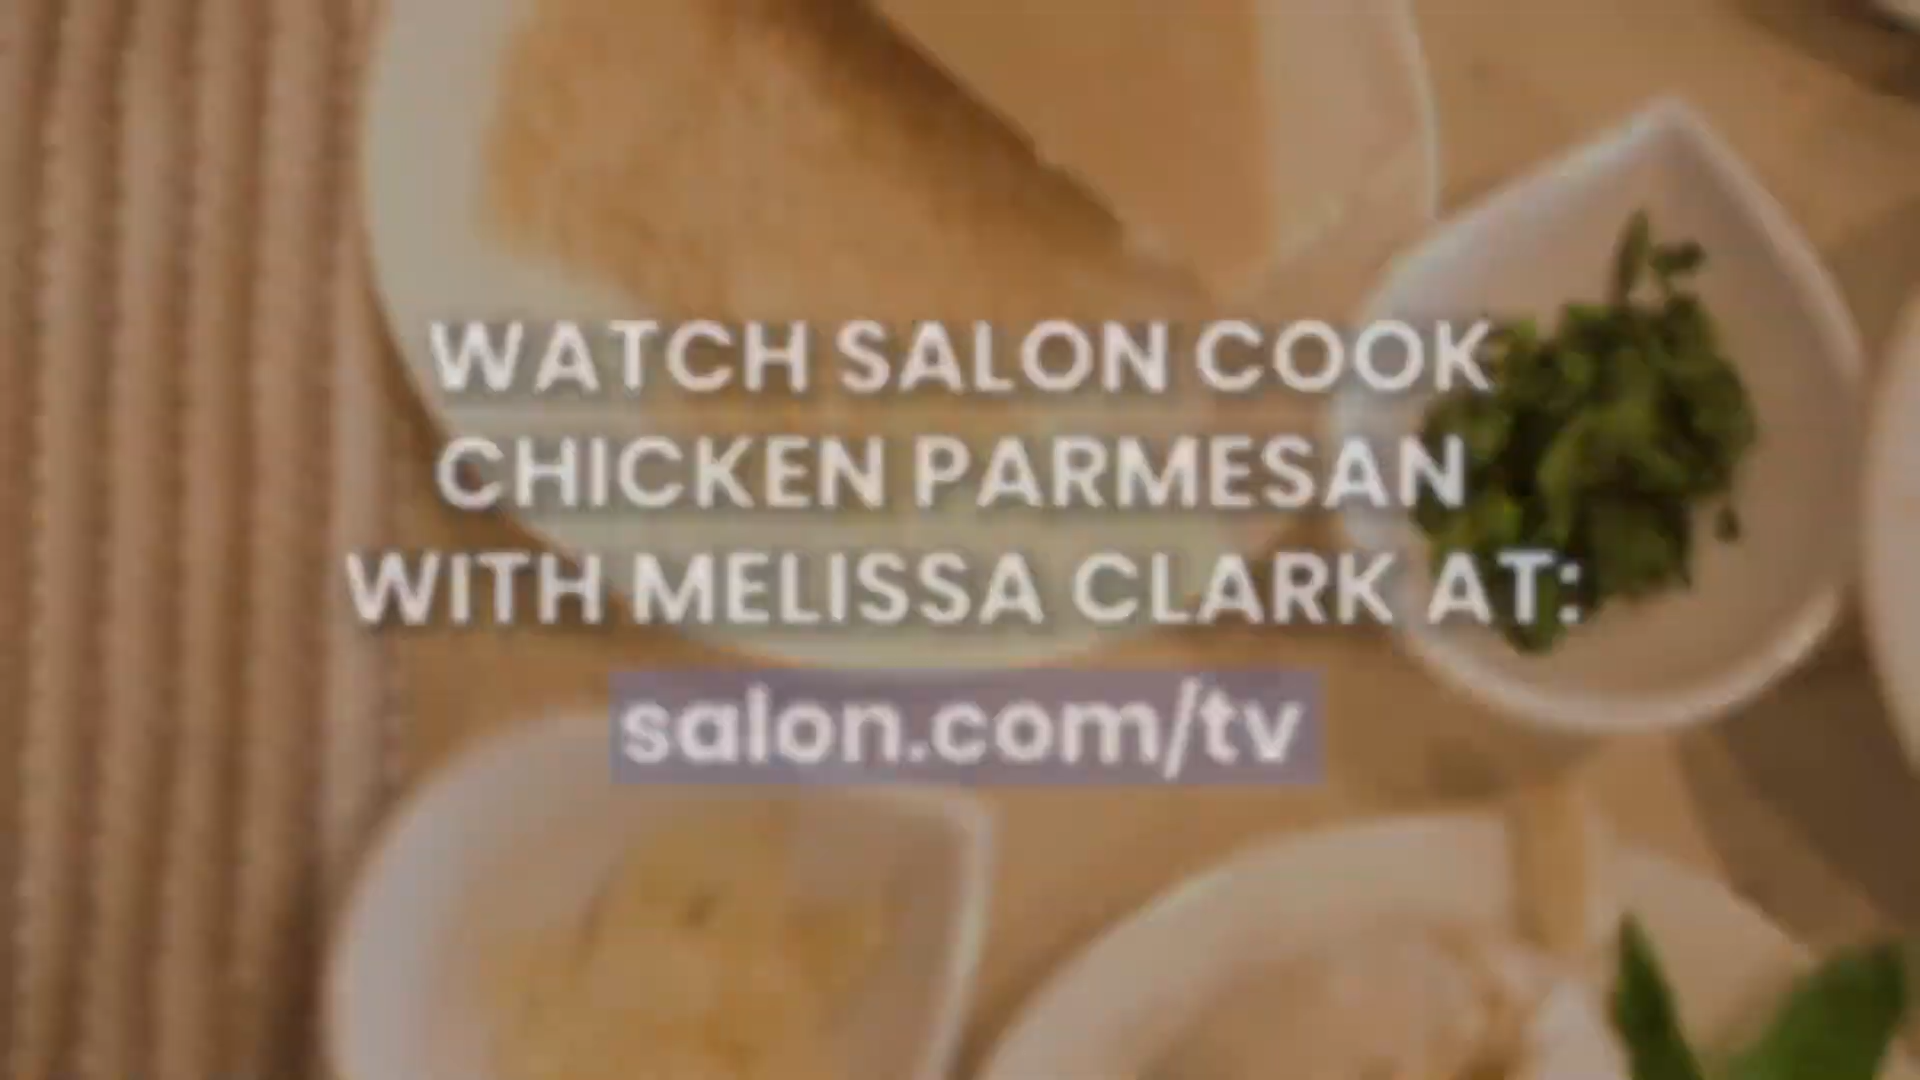 WATCH SALON COOK
CHICKEN PARMESAN
WITH MELISSA CLARK AT:
salon.com/tv